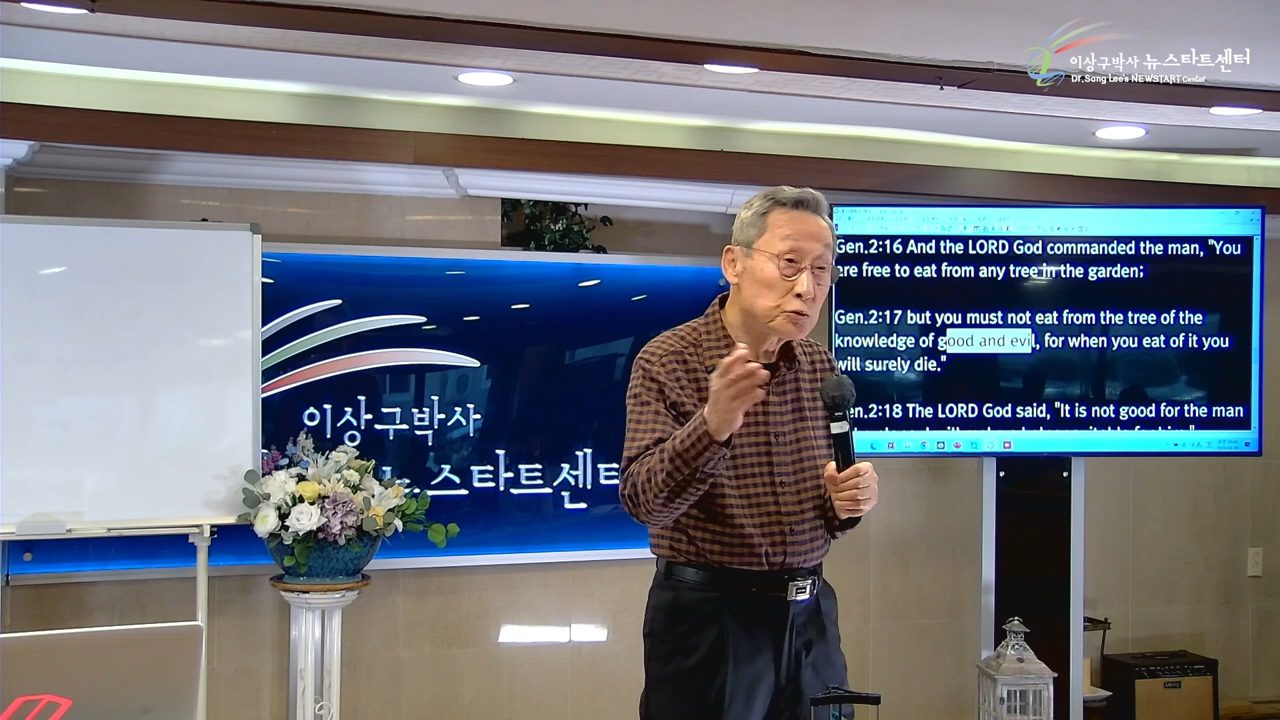 이상구박사 뉴스타트센터
Dr.Sang Lee's NEWSTART Center
Gen.2:16 And the LORD God commanded the man, "You
are free to eat from any tree in the garden;
Gen.2:17 but you must not eat from the tree of the
knowledge of good and evil, for when you eat of it you
will surely die."
Gen.2:18 The LORD God said, "It is not good for the man
이상구박사
뉴스타트센터